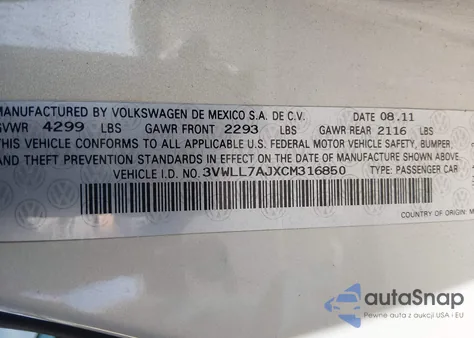 MANUFACTURED BY VOLKSWAGEN DE MEXICO S.A. DE C.V. DATE 08.11
GVWR 4299 LBS GAWR FRONT 2293 LBS GAWR REAR 2116 LBS
THIS VEHICLE CONFORMS TO ALL APPLICABLE U.S. FEDERAL MOTOR VEHICLE SAFETY, BUMPER,
AND THEFT PREVENTION STANDARDS IN EFFECT ON THE DATE OF MANUFACTURE SHOWN ABOVE.
VEHICLE I.D. NO. 3VWLL7AJXCM316850 TYPE: PASSENGER CAR
COUNTRY OF ORIGIN: M
autoSnap
Pewne auta z aukcji USA i EU